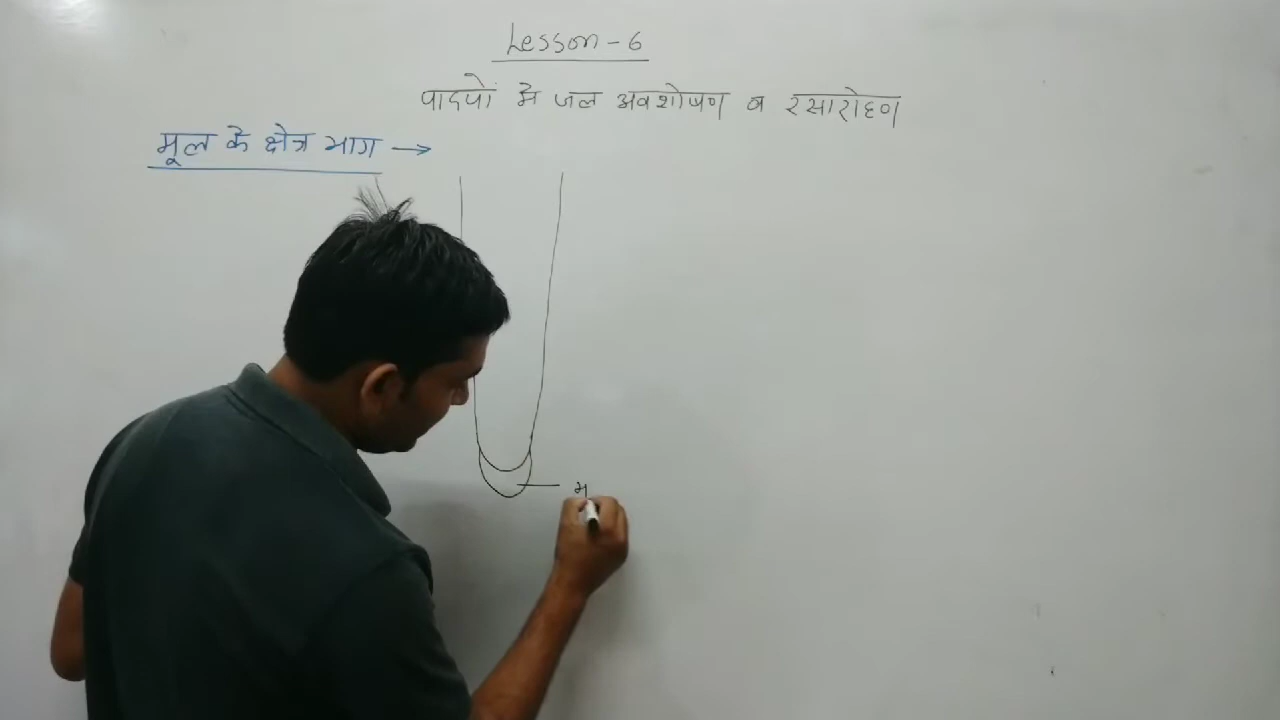 Lesson - 6
पादपों में जल अवशोषण व रसारोहण
मूल के क्षेत्र भाग →
म